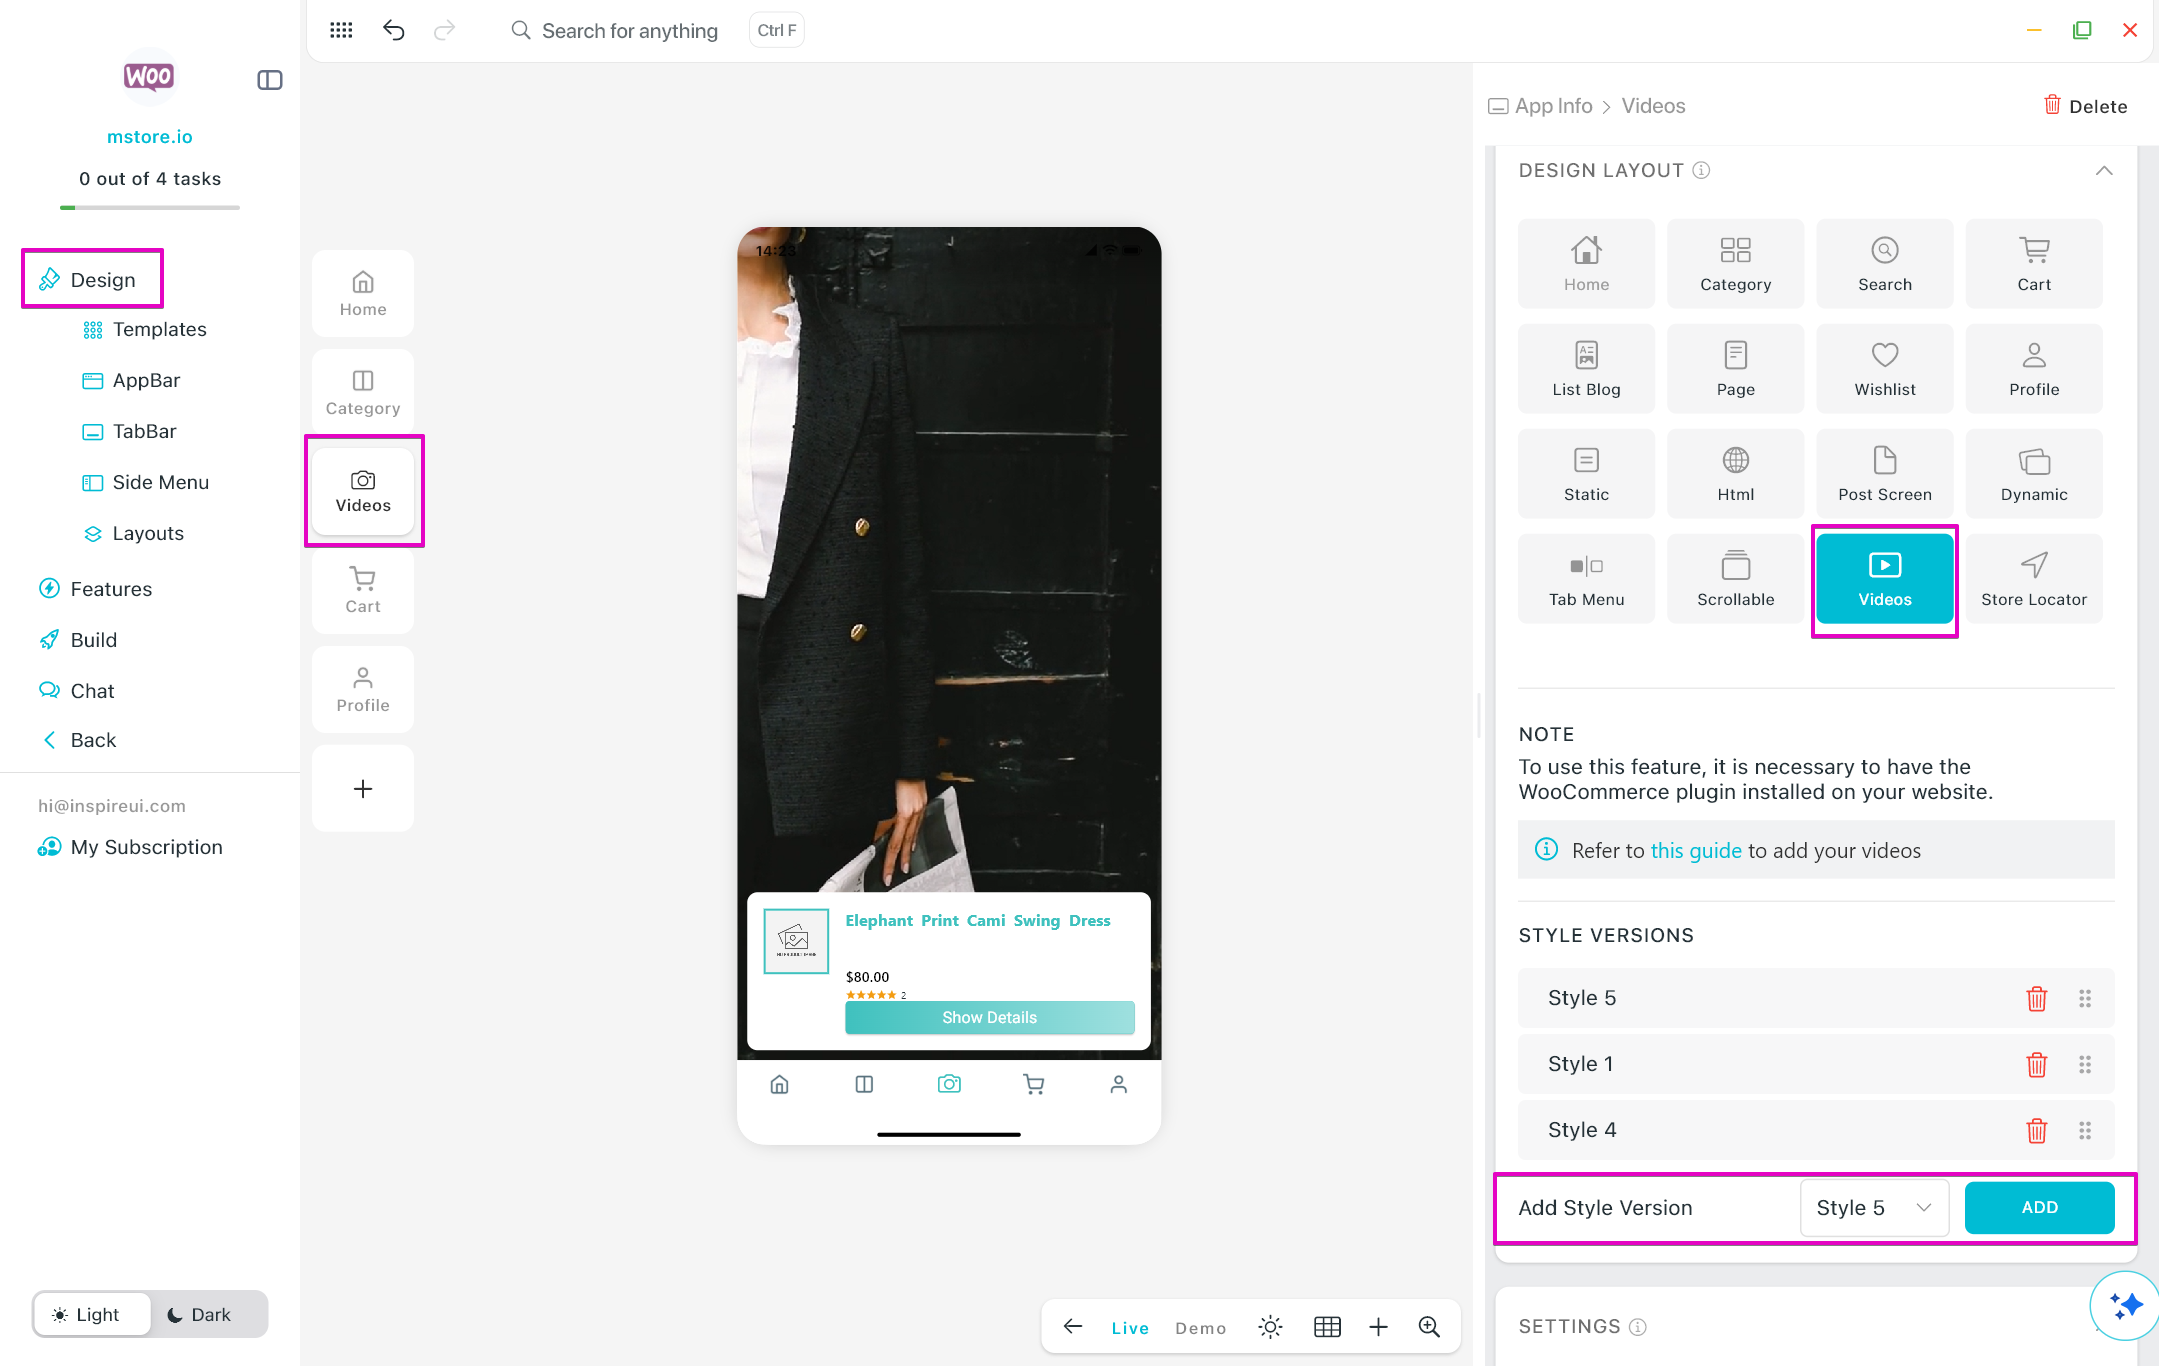 Search for anything
Ctrl F
WOO
mstore.io
0 out of 4 tasks
Design
Templates
AppBar
TabBar
Side Menu
Layouts
Features
Build
Chat
Back
hi@inspireui.com
My Subscription
Light
Dark
Home
Category
Videos
Cart
Profile
14:23
Elephant Print Cami Swing Dress
$80.00
2
Show Details
Live
Demo
App Info > Videos
Delete
DESIGN LAYOUT
Home
Category
Search
Cart
List Blog
Page
Wishlist
Profile
Static
Html
Post Screen
Dynamic
Tab Menu
Scrollable
Videos
Store Locator
NOTE
To use this feature, it is necessary to have the
WooCommerce plugin installed on your website.
Refer to this guide to add your videos
STYLE VERSIONS
Style 5
Style 1
Style 4
Add Style Version
Style 5
ADD
SETTINGS